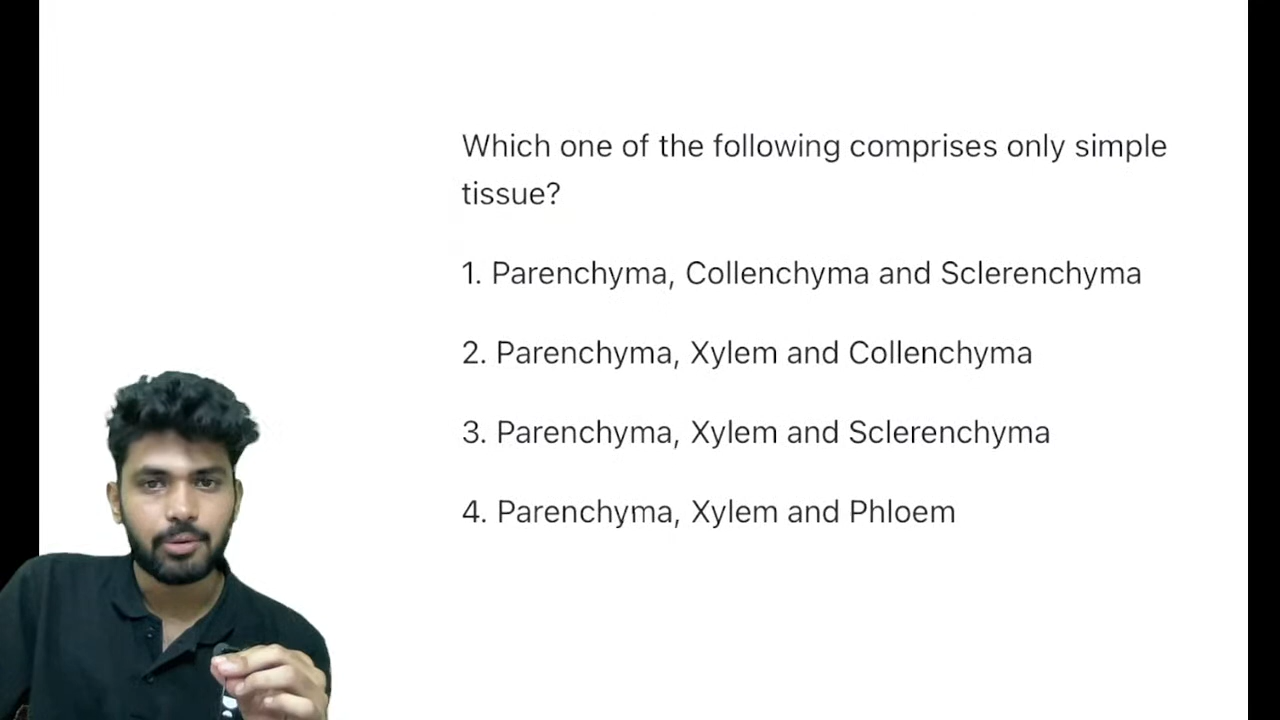 Which one of the following comprises only simple
tissue?
1. Parenchyma, Collenchyma and Sclerenchyma
2. Parenchyma, Xylem and Collenchyma
3. Parenchyma, Xylem and Sclerenchyma
4. Parenchyma, Xylem and Phloem